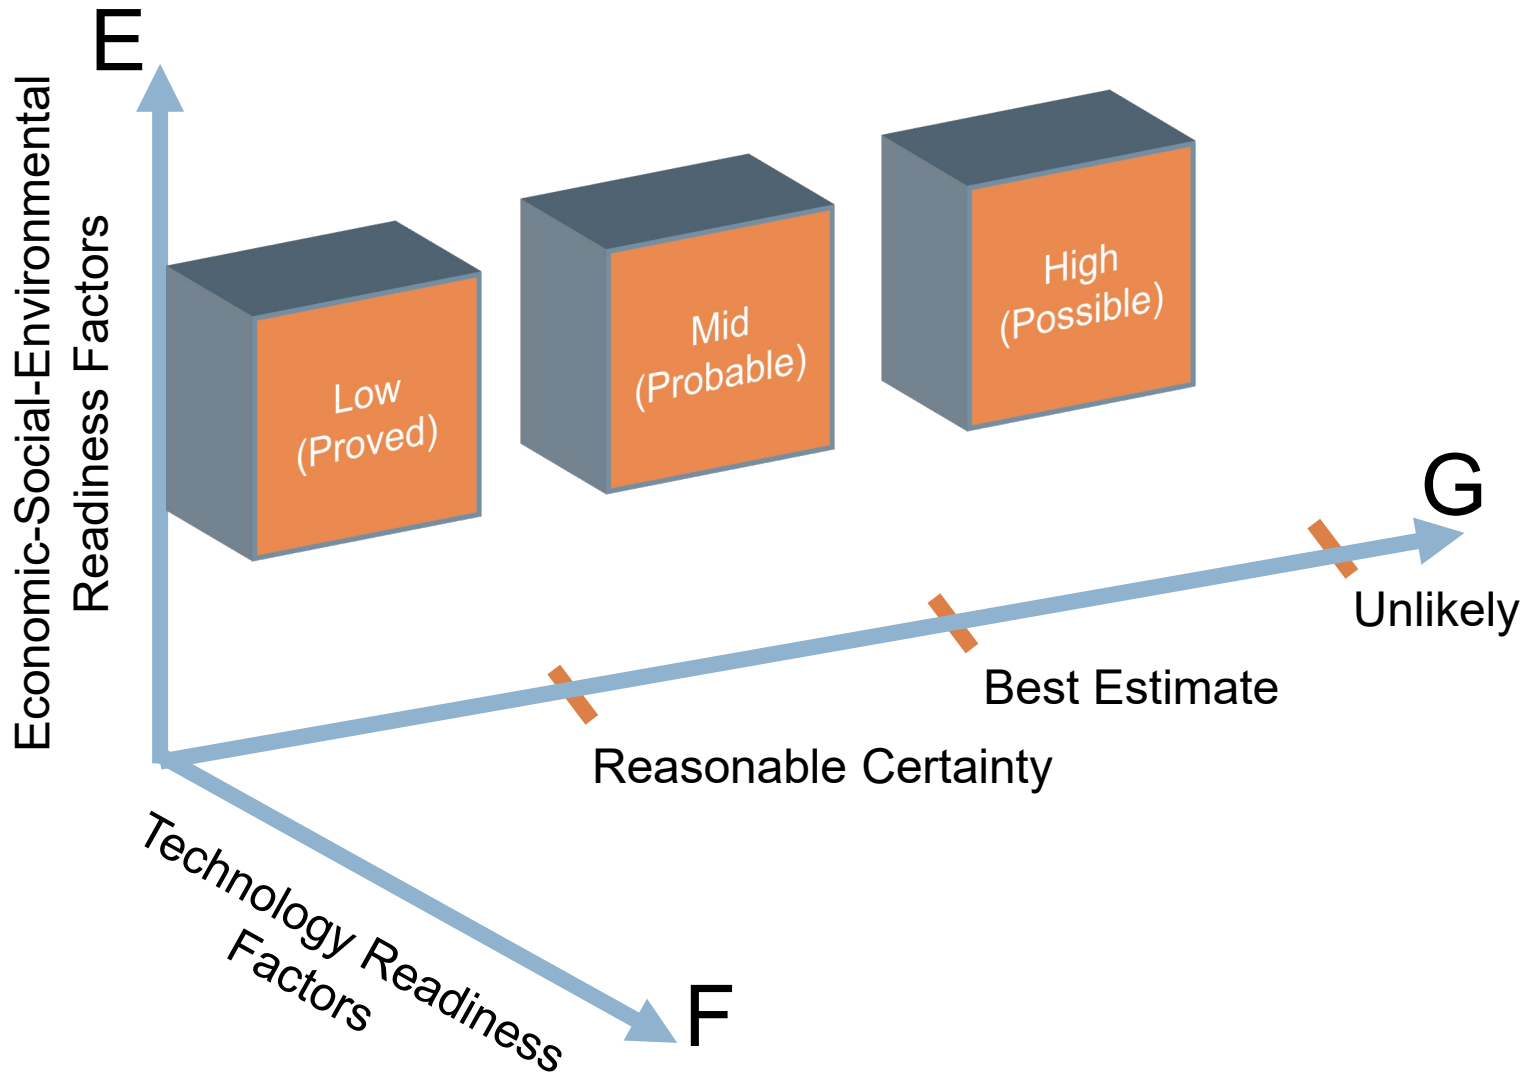 E
Economic-Social-Environmental
Readiness Factors
Low
(Proved)
Mid
(Probable)
High
(Possible)
G
Unlikely
Best Estimate
Reasonable Certainty
Technology Readiness
Factors
F